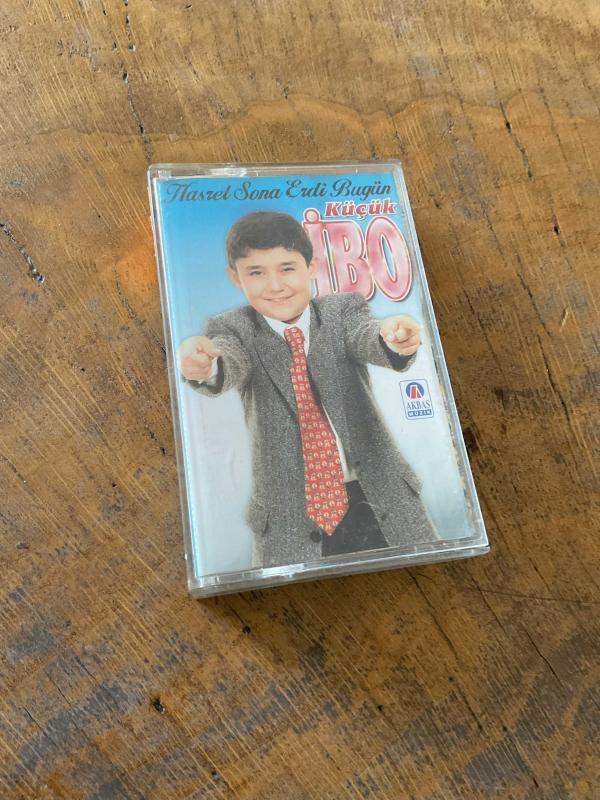 Hasret Sona Erdi Bugün
Küçük
İBO
AKBAŞ
MÜZİK